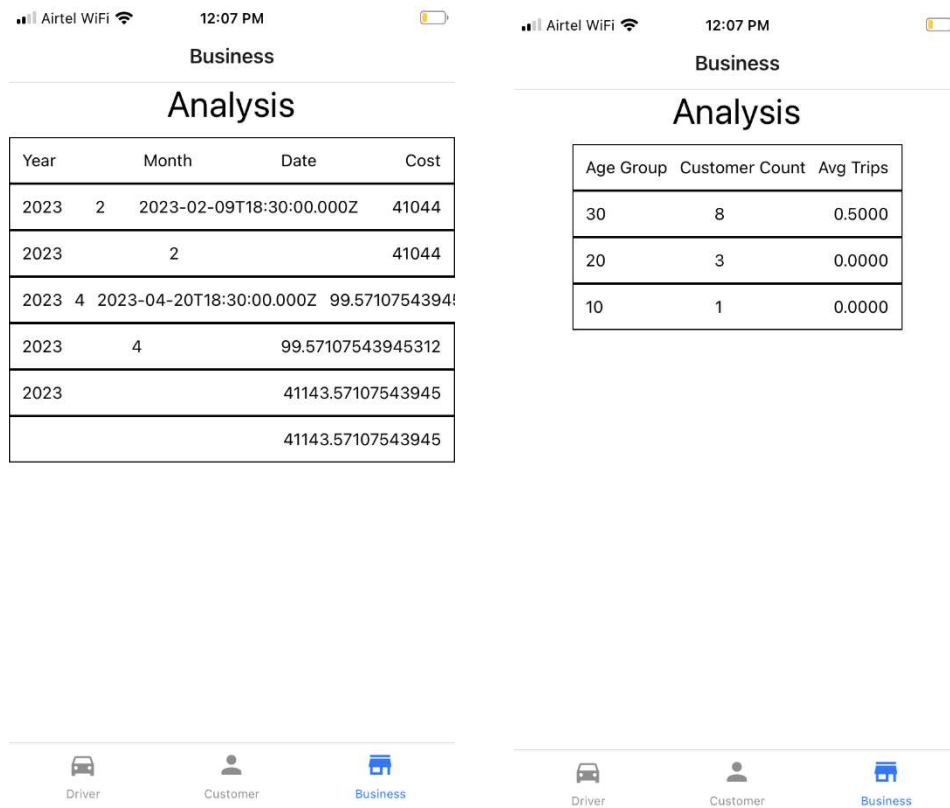 Airtel WiFi 12:07 PM
Business
Analysis
Year Month Date Cost
2023 2 2023-02-09T18:30:00.000Z 41044
2023 2 41044
2023 4 2023-04-20T18:30:00.000Z 99.5710754394
2023 4 99.57107543945312
2023 41143.57107543945
41143.57107543945
Driver Customer Business
Airtel WiFi 12:07 PM
Business
Analysis
Age Group Customer Count Avg Trips
30 8 0.5000
20 3 0.0000
10 1 0.0000
Driver Customer Business